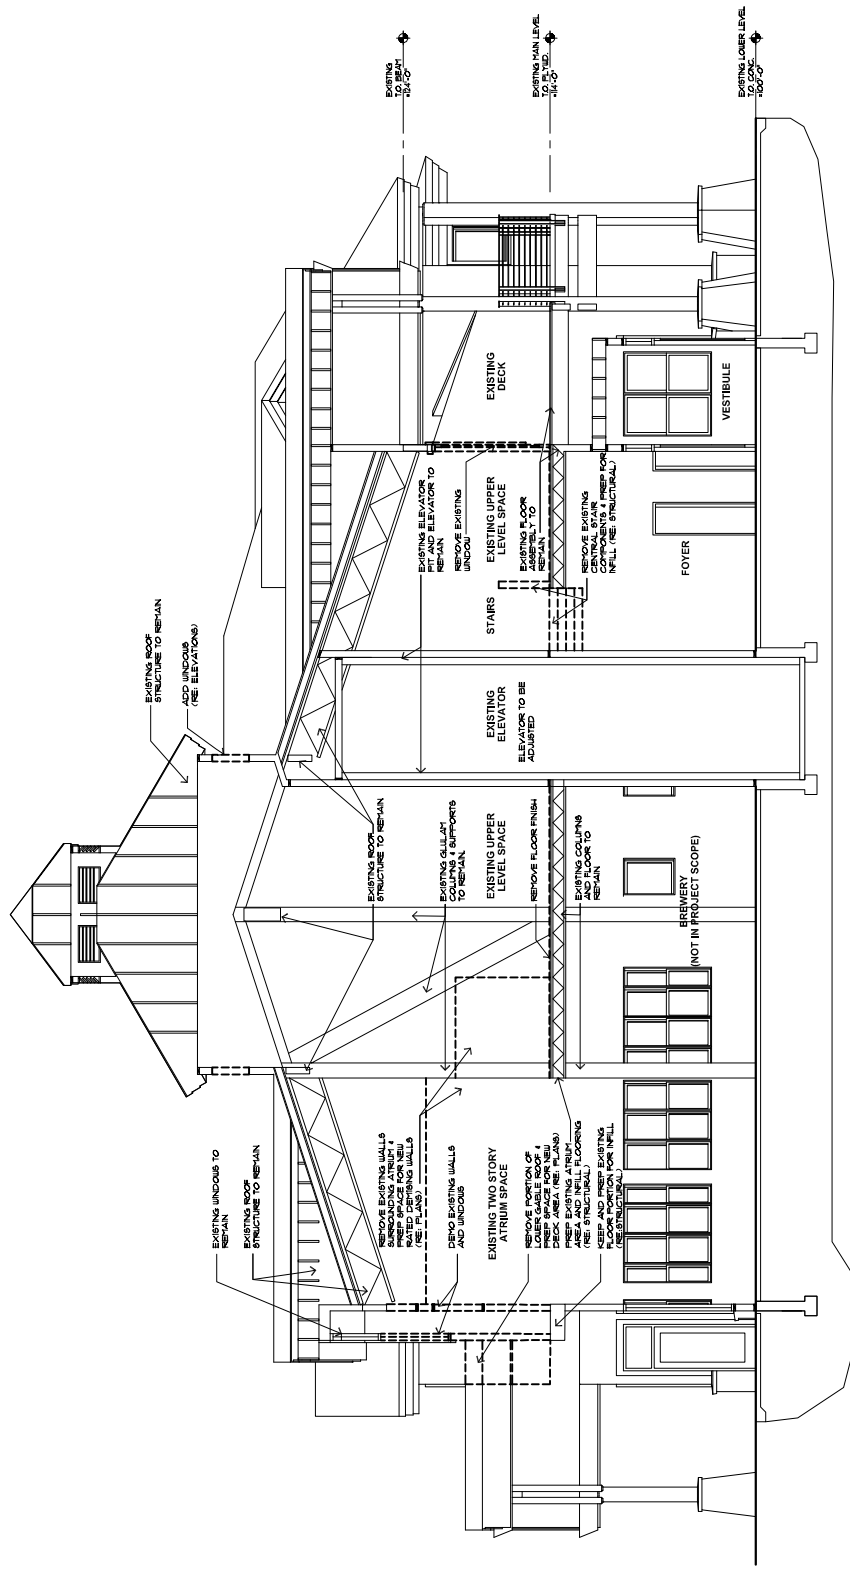 EXISTING
T.O. BEAM
=124'-0"
EXISTING MAIN LEVEL
T.O. PLYWD.
=114'-0"
EXISTING LOWER LEVEL
T.O. CONC.
=100'-0"
EXISTING WINDOWS TO
REMAIN
EXISTING ROOF
STRUCTURE TO REMAIN
EXISTING ROOF
STRUCTURE TO REMAIN
ADD WINDOWS
(RE: ELEVATIONS)
REMOVE EXISTING WALLS
SURROUNDING ATRIUM &
PREP SPACE FOR NEW
RATED DEMISING WALLS
(RE: PLANS)
DEMO EXISTING WALLS
AND WINDOWS
EXISTING TWO STORY
ATRIUM SPACE
REMOVE PORTION OF
LOWER GABLE ROOF &
PREP SPACE FOR NEW
DECK AREA (RE: PLANS)
PREP EXISTING ATRIUM
AREA AND INFILL FLOORING
(RE: STRUCTURAL)
KEEP AND PREP EXISTING
FLOOR PORTION FOR INFILL
(RE:STRUCTURAL)
EXISTING ROOF
STRUCTURE TO REMAIN
EXISTING GLULAM
COLUMNS & SUPPORTS
TO REMAIN.
EXISTING UPPER
LEVEL SPACE
REMOVE FLOOR FINISH
EXISTING COLUMNS
AND FLOOR TO
REMAIN
BREWERY
(NOT IN PROJECT SCOPE)
EXISTING
ELEVATOR
ELEVATOR TO BE
ADJUSTED
EXISTING ELEVATOR
PIT AND ELEVATOR TO
REMAIN
REMOVE EXISTING
WINDOW
STAIRS
EXISTING UPPER
LEVEL SPACE
EXISTING FLOOR
ASSEMBLY TO
REMAIN
REMOVE EXISTING
CENTRAL STAIR
COMPONENTS & PREP FOR
INFILL (RE: STRUCTURAL)
FOYER
EXISTING
DECK
VESTIBULE